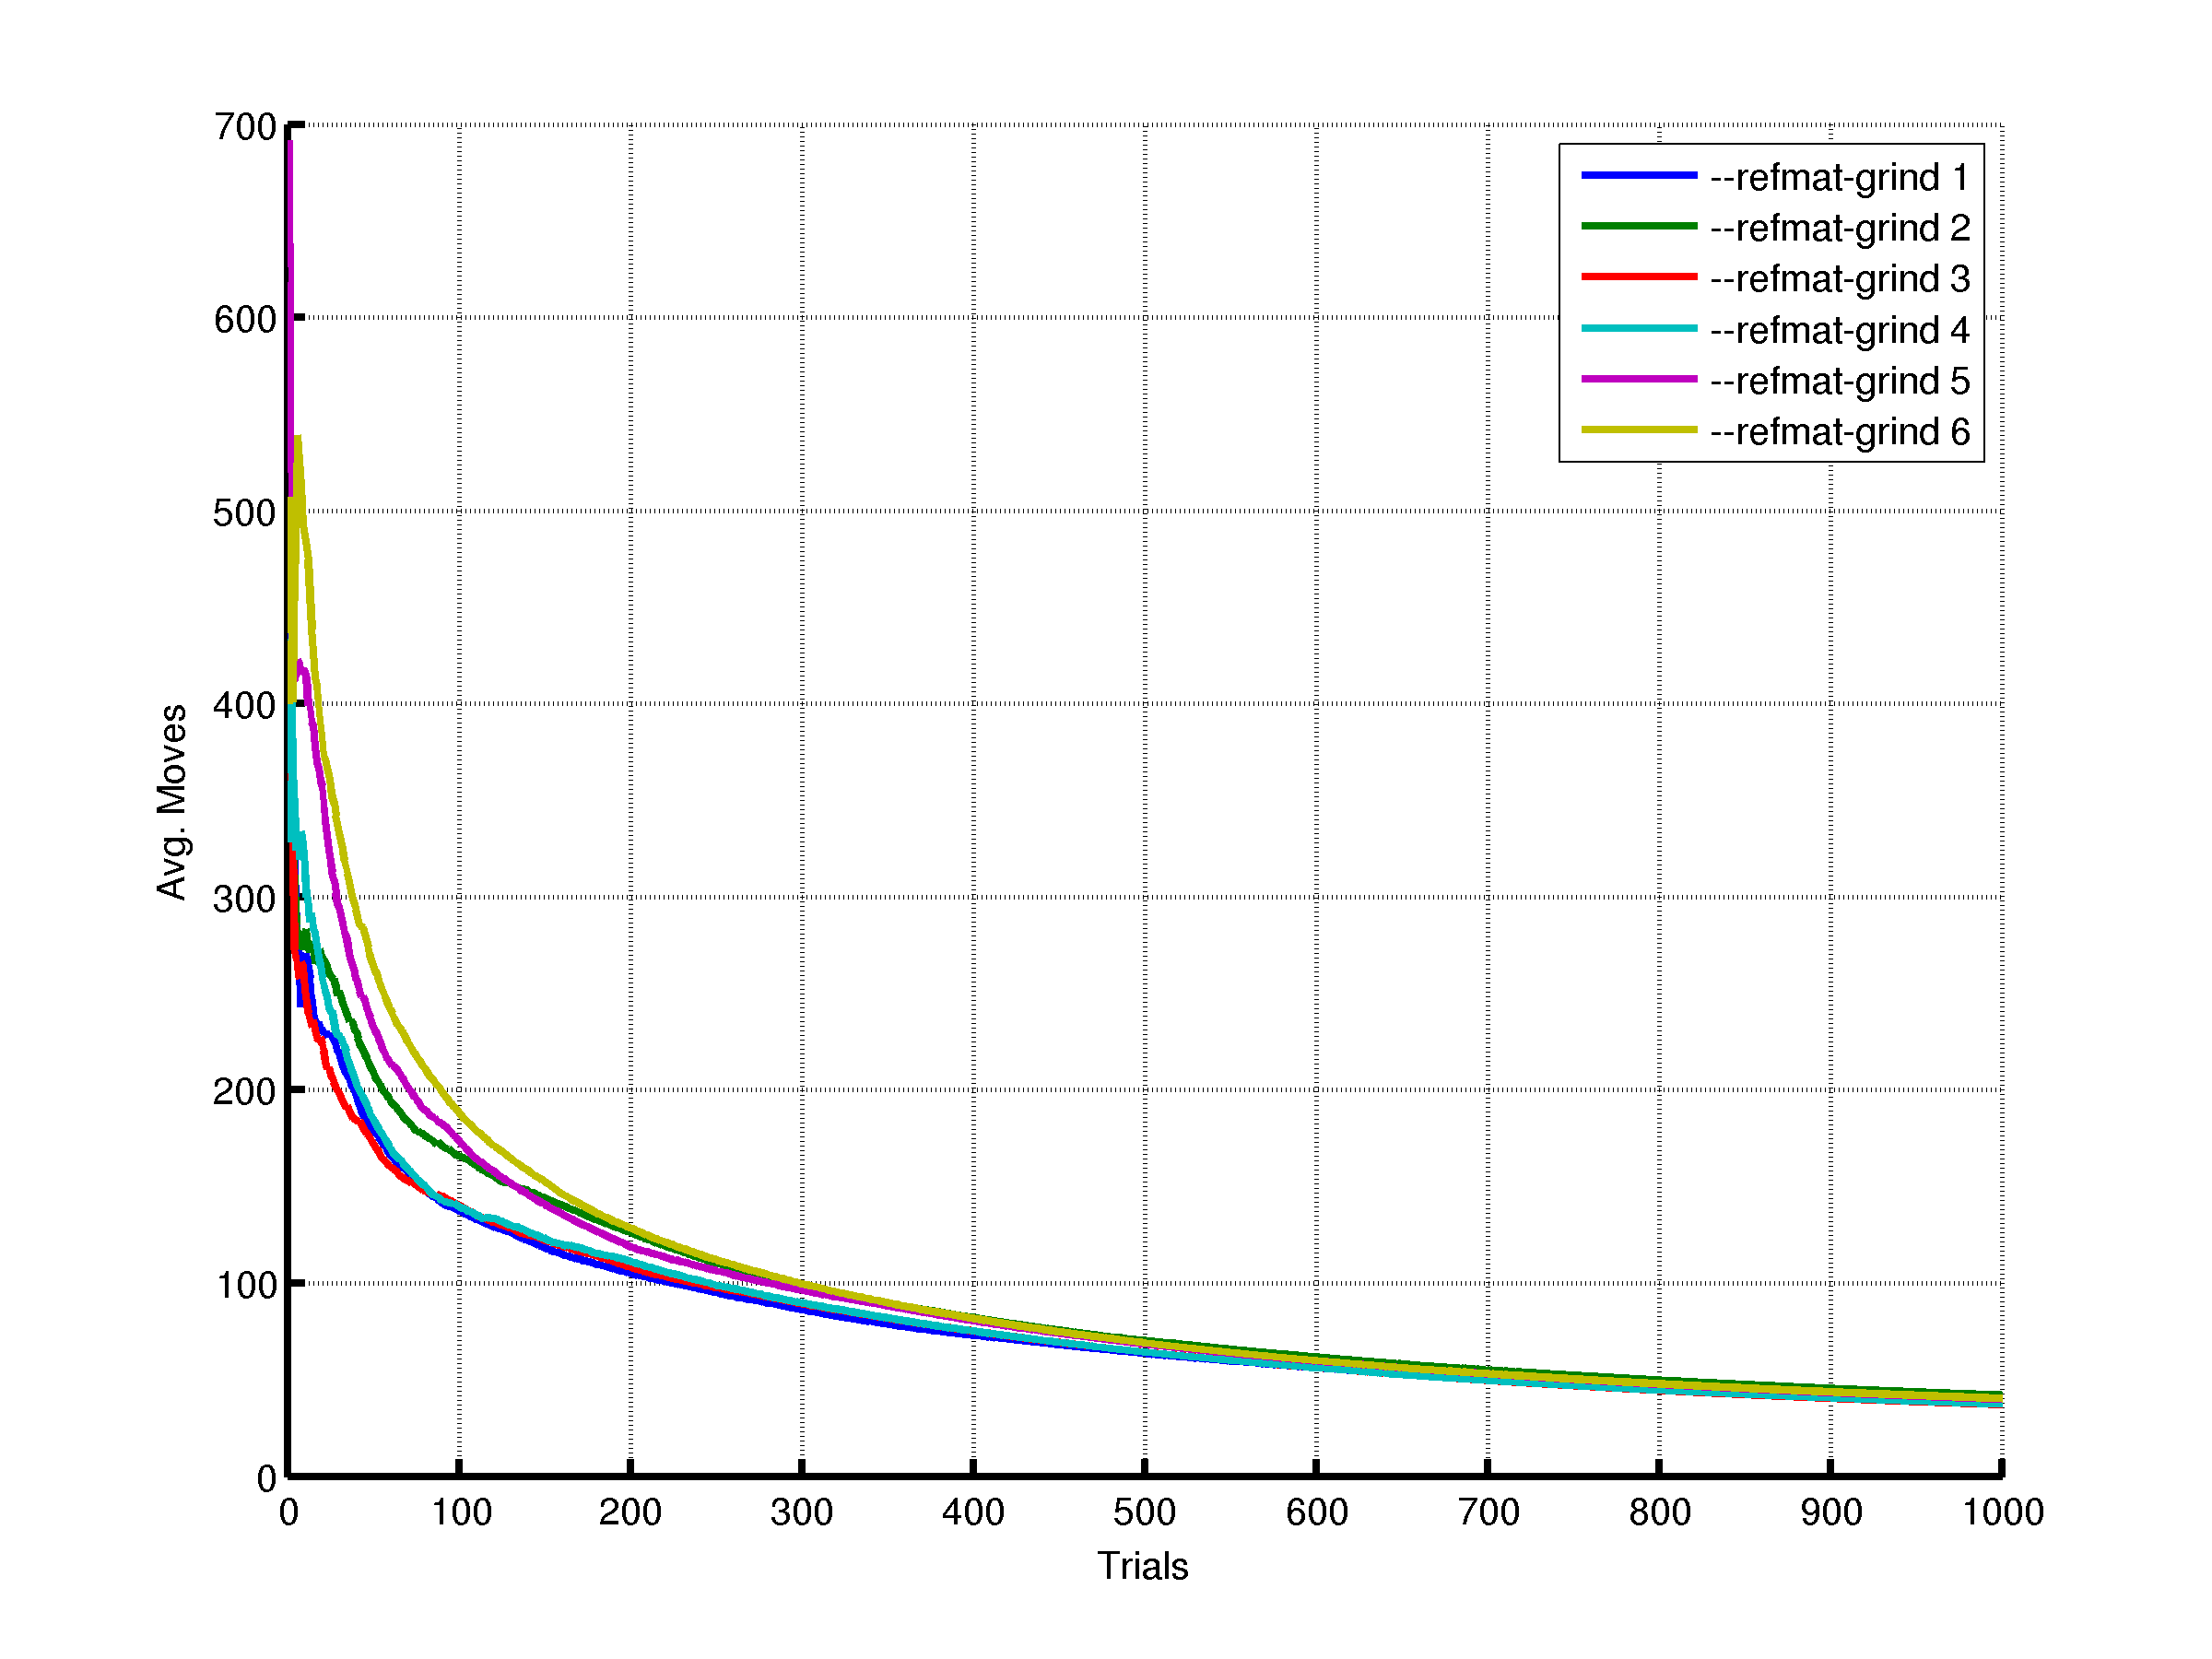 700
600
500
400
300
200
100
0
Avg. Moves
0 100 200 300 400 500 600 700 800 900 1000
Trials
--refmat-grind 1
--refmat-grind 2
--refmat-grind 3
--refmat-grind 4
--refmat-grind 5
--refmat-grind 6